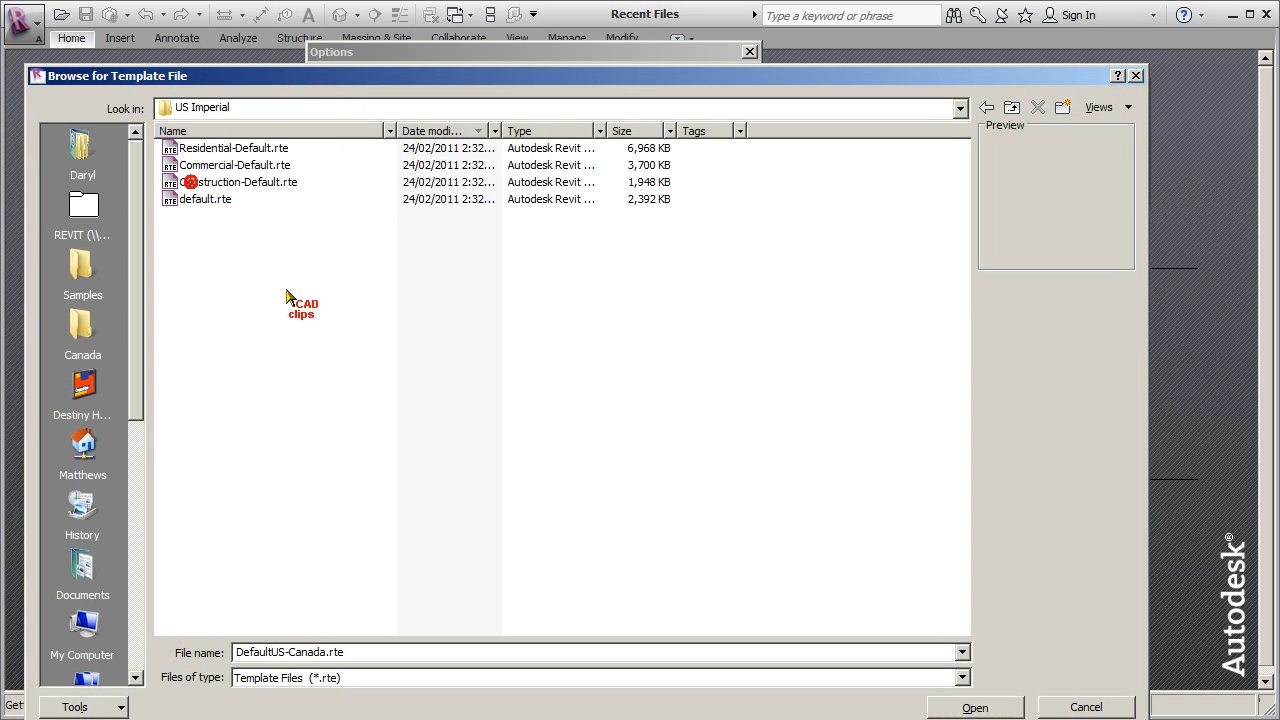 Recent Files
Type a keyword or phrase
Sign In
Home Insert Annotate Analyze Structure Massing & Site Collaborate View Manage Modify
Options
Browse for Template File
Look in: US Imperial
Views
Name Date modi... Type Size Tags
Preview
Residential-Default.rte 24/02/2011 2:32... Autodesk Revit ... 6,968 KB
Commercial-Default.rte 24/02/2011 2:32... Autodesk Revit ... 3,700 KB
struction-Default.rte 24/02/2011 2:32... Autodesk Revit ... 1,948 KB
default.rte 24/02/2011 2:32... Autodesk Revit ... 2,392 KB
Daryl
REVIT (\\...
Samples
Canada
Destiny H...
Matthews
History
Documents
My Computer
CAD
clips
File name: DefaultUS-Canada.rte
Files of type: Template Files (*.rte)
Tools
Open
Cancel
Autodesk®